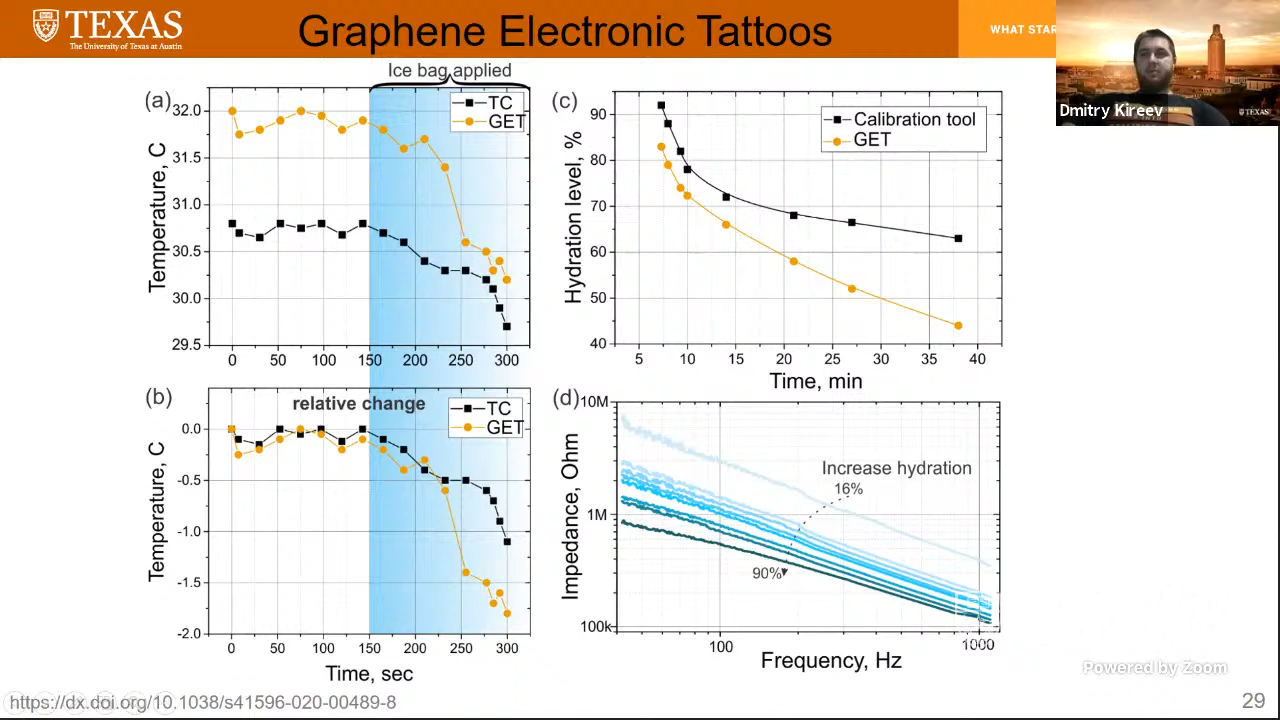 TEXAS
The University of Texas at Austin
Graphene Electronic Tattoos
WHAT STAR
Dmitry Kireev
TEXAS
Ice bag applied
(a)
TC
GET
32.0
31.5
31.0
30.5
30.0
29.5
Temperature, C
0 50 100 150 200 250 300
(b)
relative change
TC
GET
0.0
-0.5
-1.0
-1.5
-2.0
Temperature, C
0 50 100 150 200 250 300
Time, sec
(c)
Calibration tool
GET
90
80
70
60
50
40
Hydration level, %
5 10 15 20 25 30 35 40
Time, min
(d)
10M
1M
100k
Impedance, Ohm
Increase hydration
16%
90%
100 1000
Frequency, Hz
Powered by Zoom
https://dx.doi.org/10.1038/s41596-020-00489-8
29